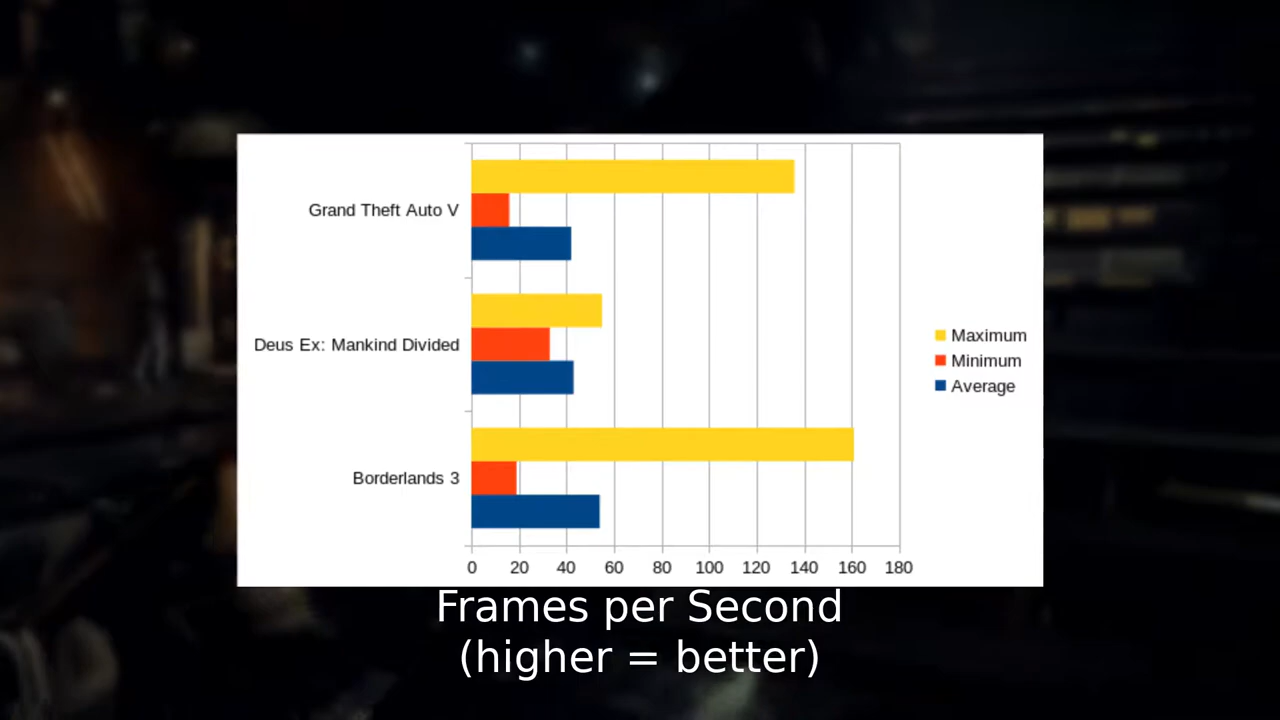 Grand Theft Auto V
Deus Ex: Mankind Divided
Borderlands 3
Maximum
Minimum
Average
0 20 40 60 80 100 120 140 160 180
Frames per Second
(higher = better)